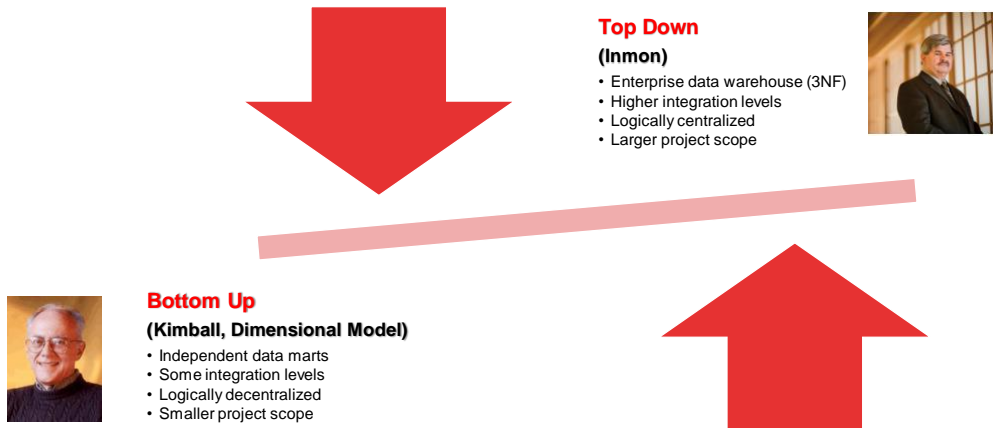 Top Down
(Inmon)
• Enterprise data warehouse (3NF)
• Higher integration levels
• Logically centralized
• Larger project scope
Bottom Up
(Kimball, Dimensional Model)
• Independent data marts
• Some integration levels
• Logically decentralized
• Smaller project scope